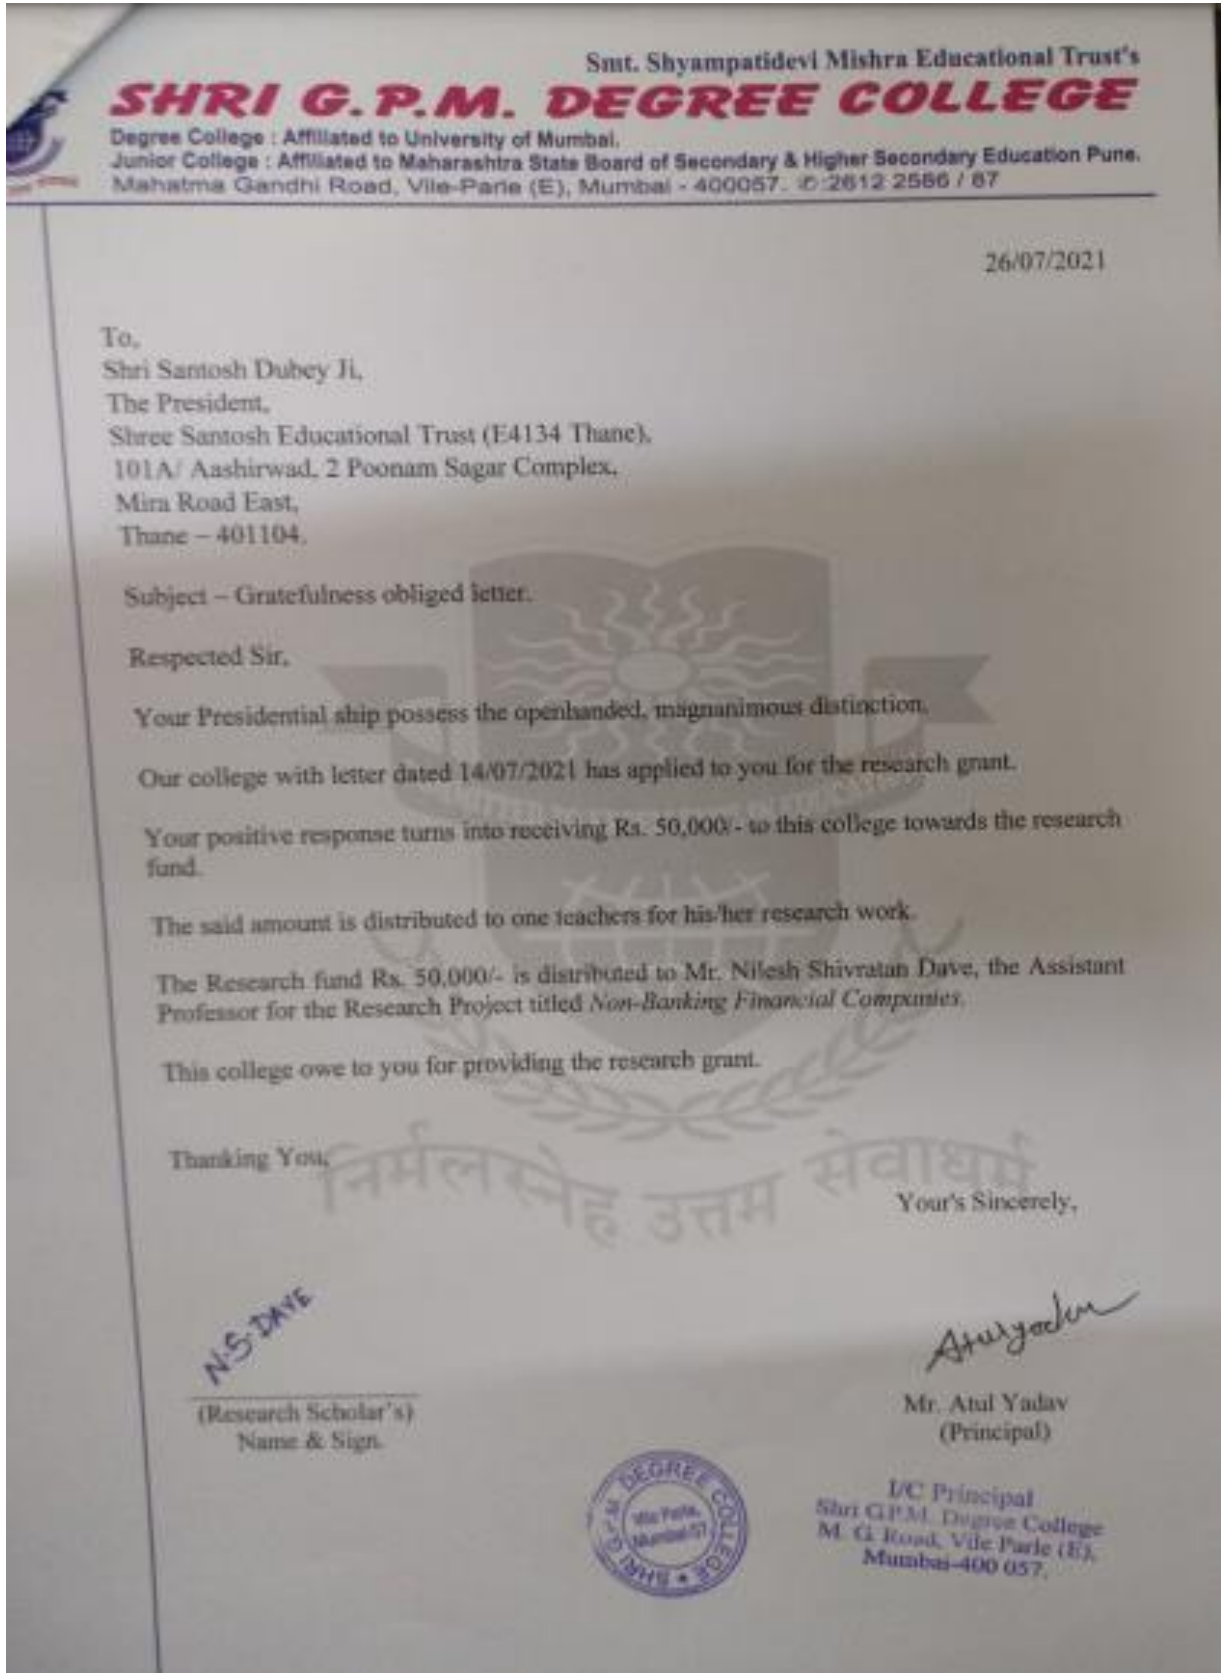 Smt. Shyampatidevi Mishra Educational Trust's
SHRI G.P.M. DEGREE COLLEGE
Degree College : Affiliated to University of Mumbai.
Junior College : Affiliated to Maharashtra State Board of Secondary & Higher Secondary Education Pune.
Mahatma Gandhi Road, Vile-Parle (E), Mumbai - 400057. ✆:2612 2586 / 87
26/07/2021
To,
Shri Santosh Dubey Ji,
The President,
Shree Santosh Educational Trust (E4134 Thane),
101A/ Aashirwad, 2 Poonam Sagar Complex,
Mira Road East,
Thane – 401104.
Subject – Gratefulness obliged letter.
Respected Sir,
Your Presidential ship possess the openhanded, magnanimous distinction.
Our college with letter dated 14/07/2021 has applied to you for the research grant.
Your positive response turns into receiving Rs. 50,000/- to this college towards the research
fund.
The said amount is distributed to one teachers for his/her research work.
The Research fund Rs. 50,000/- is distributed to Mr. Nilesh Shivratan Dave, the Assistant
Professor for the Research Project titled Non-Banking Financial Companies.
This college owe to you for providing the research grant.
Thanking You,
निर्मलस्नेह उत्तम सेवाधर्म
Your's Sincerely,
N.S. DAVE
Atulyadav
(Research Scholar's)
Name & Sign.
Mr. Atul Yadav
(Principal)
SHRI G.P.M. DEGREE COLLEGE
Vile Parle,
Mumbai-57
I/C Principal
Shri G.P.M. Degree College
M. G. Road, Vile Parle (E),
Mumbai-400 057.